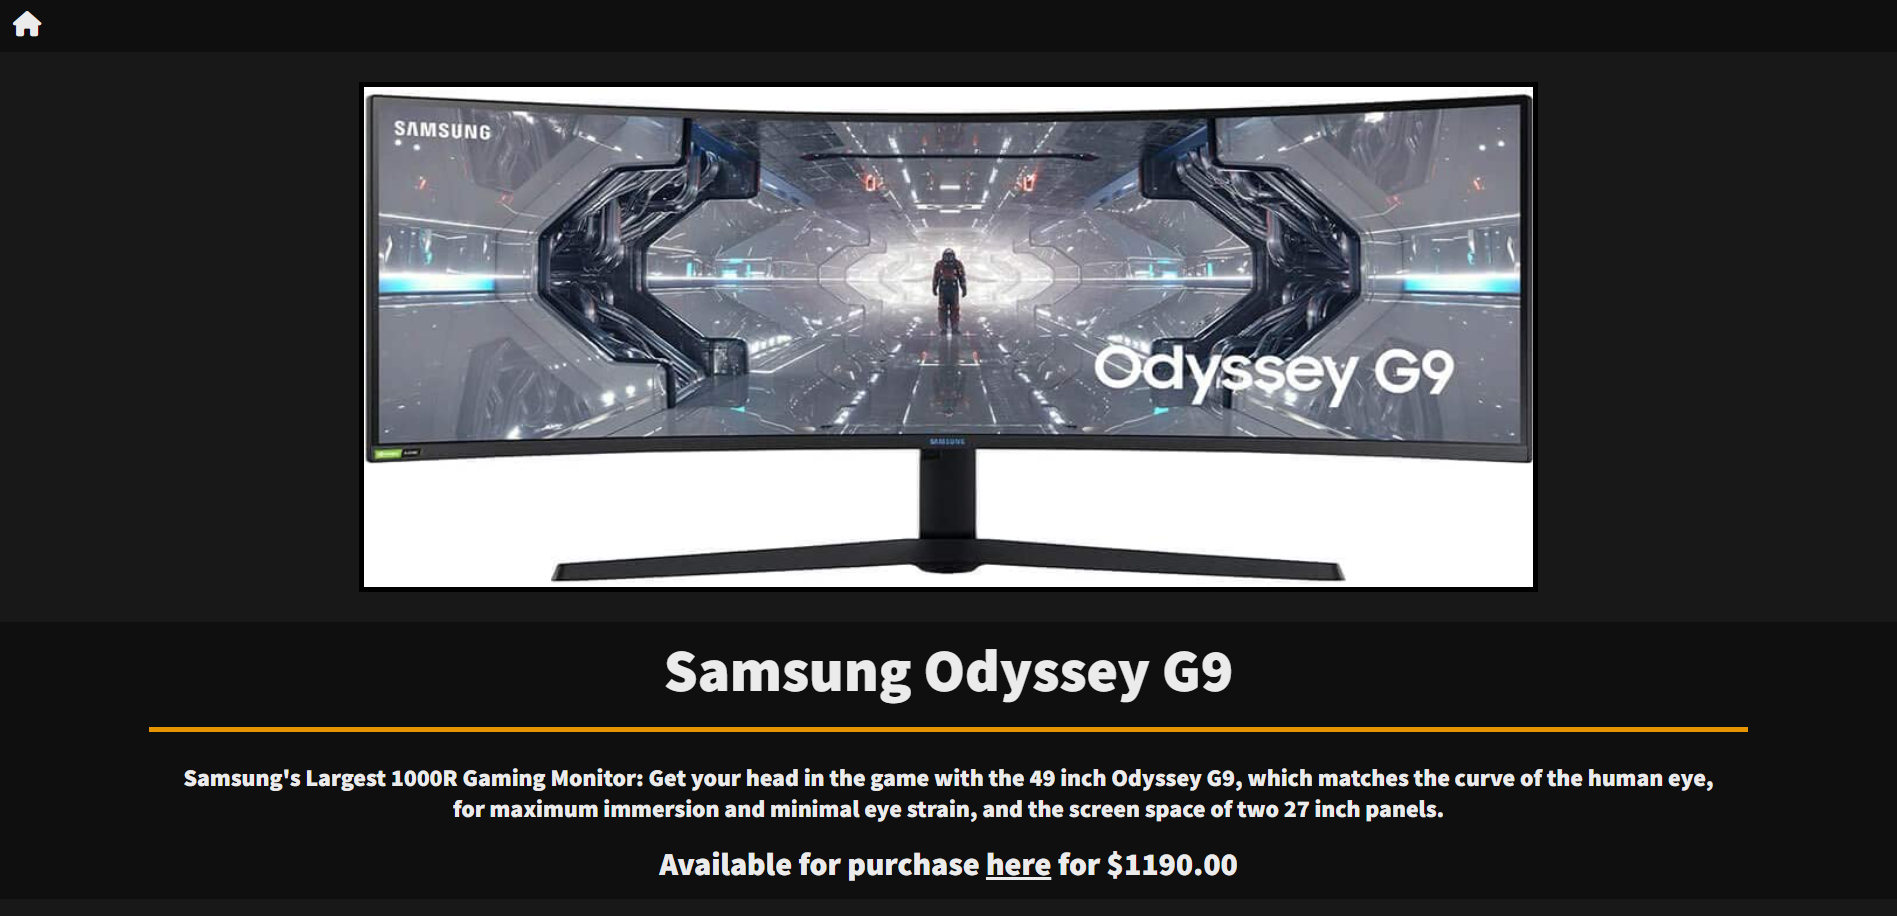 SAMSUNG
Odyssey G9
SAMSUNG
Samsung Odyssey G9
Samsung's Largest 1000R Gaming Monitor: Get your head in the game with the 49 inch Odyssey G9, which matches the curve of the human eye,
for maximum immersion and minimal eye strain, and the screen space of two 27 inch panels.
Available for purchase here for $1190.00